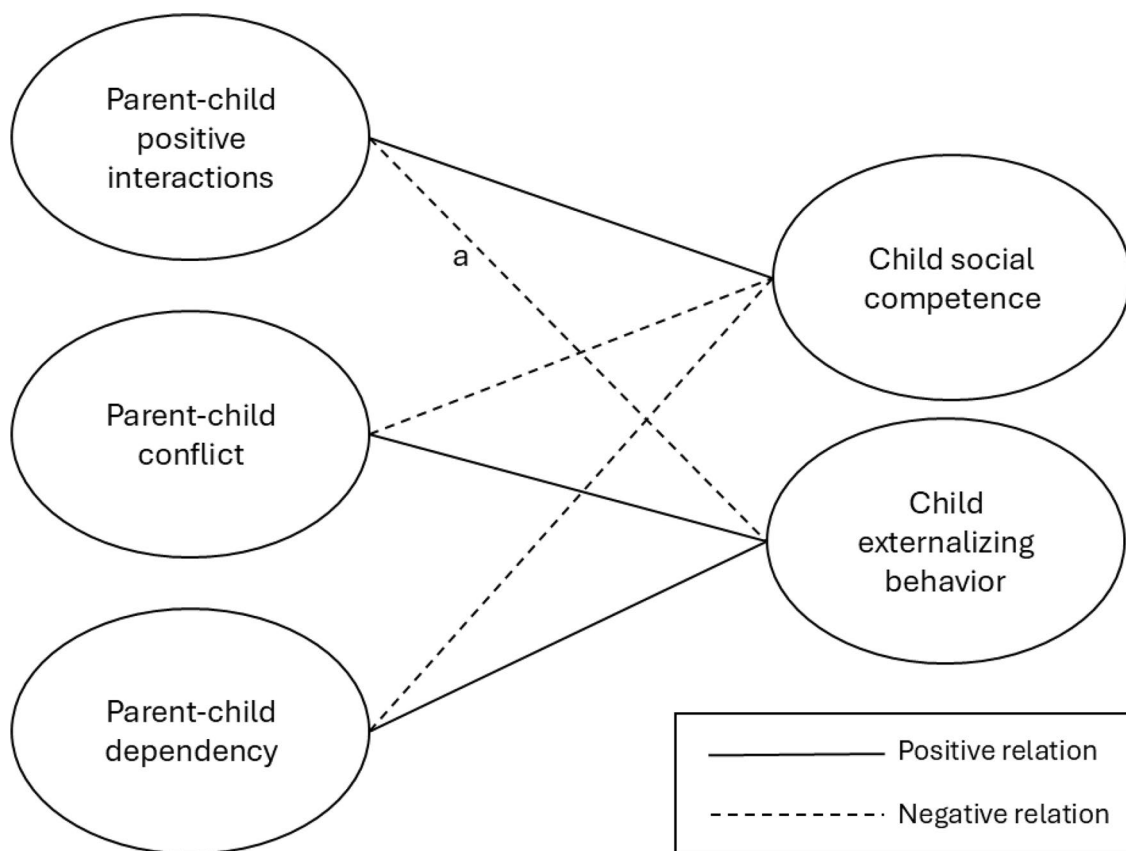 Parent-child
positive
interactions
a
Child social
competence
Parent-child
conflict
Child
externalizing
behavior
Parent-child
dependency
Positive relation
Negative relation